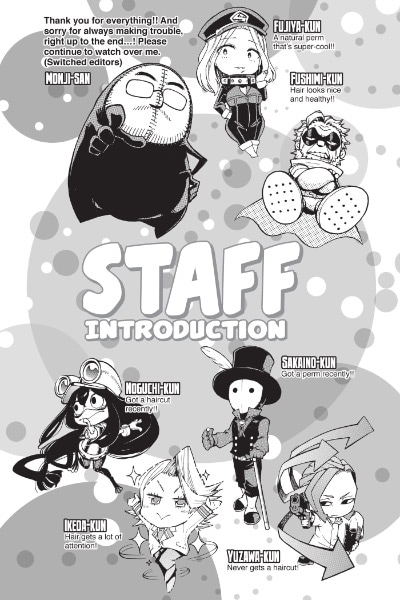 Thank you for everything!! And
sorry for always making trouble,
right up to the end...! Please
continue to watch over me.
(Switched editors)
MONJI-SAN
FUJIYA-KUN
A natural perm
that's super-cool!!
FUSHIMI-KUN
Hair looks nice
and healthy!!
STAFF
INTRODUCTION
NOGUCHI-KUN
Got a haircut
recently!!
SAKAINO-KUN
Got a perm recently!!
IKEDA-KUN
Hair gets a lot of
attention!!
YUZAWA-KUN
Never gets a haircut!